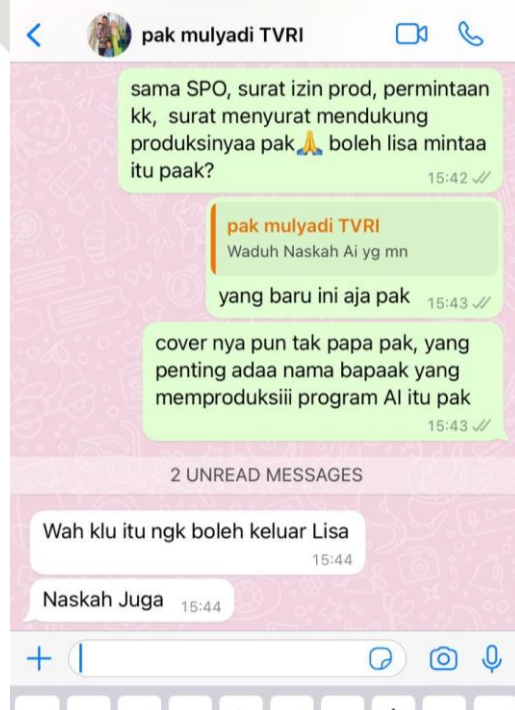 pak mulyadi TVRI
sama SPO, surat izin prod, permintaan
kk, surat menyurat mendukung
produksinyaa pak🙏 boleh lisa mintaa
itu paak?
15:42
pak mulyadi TVRI
Waduh Naskah Ai yg mn
yang baru ini aja pak 15:43
cover nya pun tak papa pak, yang
penting adaa nama bapaak yang
memproduksiii program AI itu pak
15:43
2 UNREAD MESSAGES
Wah klu itu ngk boleh keluar Lisa
15:44
Naskah Juga 15:44